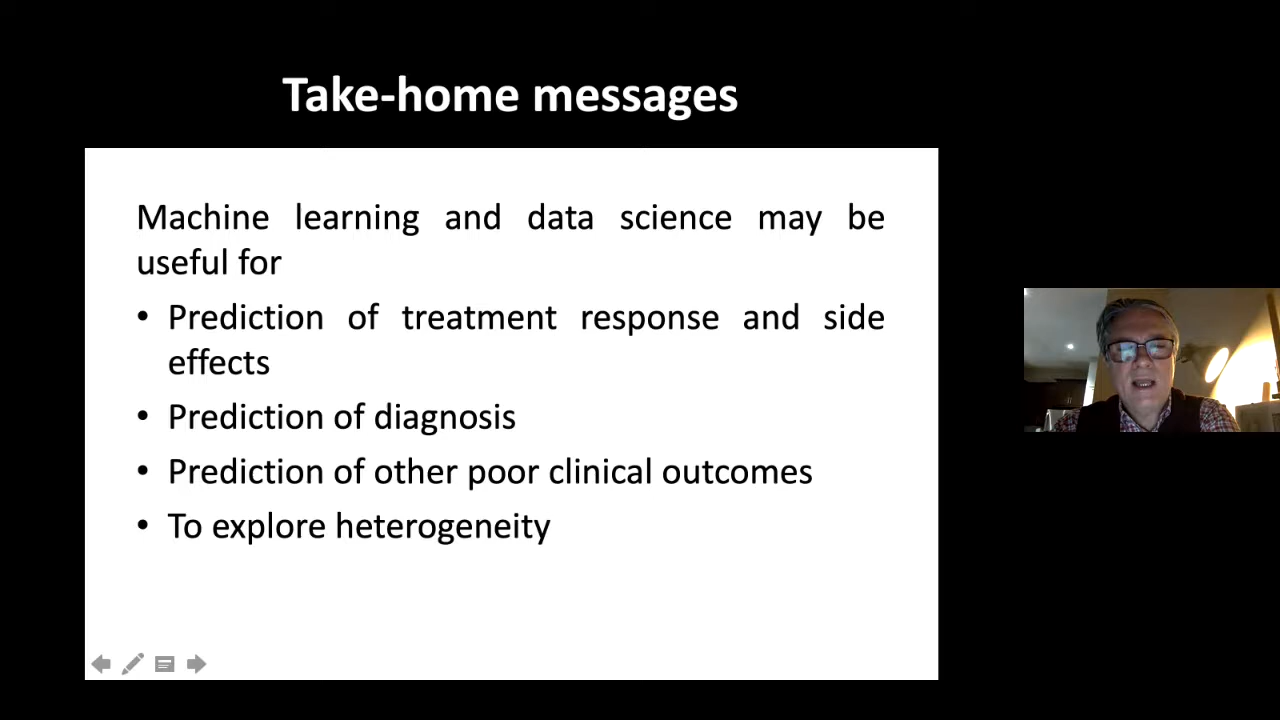 Take-home messages
Machine learning and data science may be
useful for
• Prediction of treatment response and side
effects
• Prediction of diagnosis
• Prediction of other poor clinical outcomes
• To explore heterogeneity